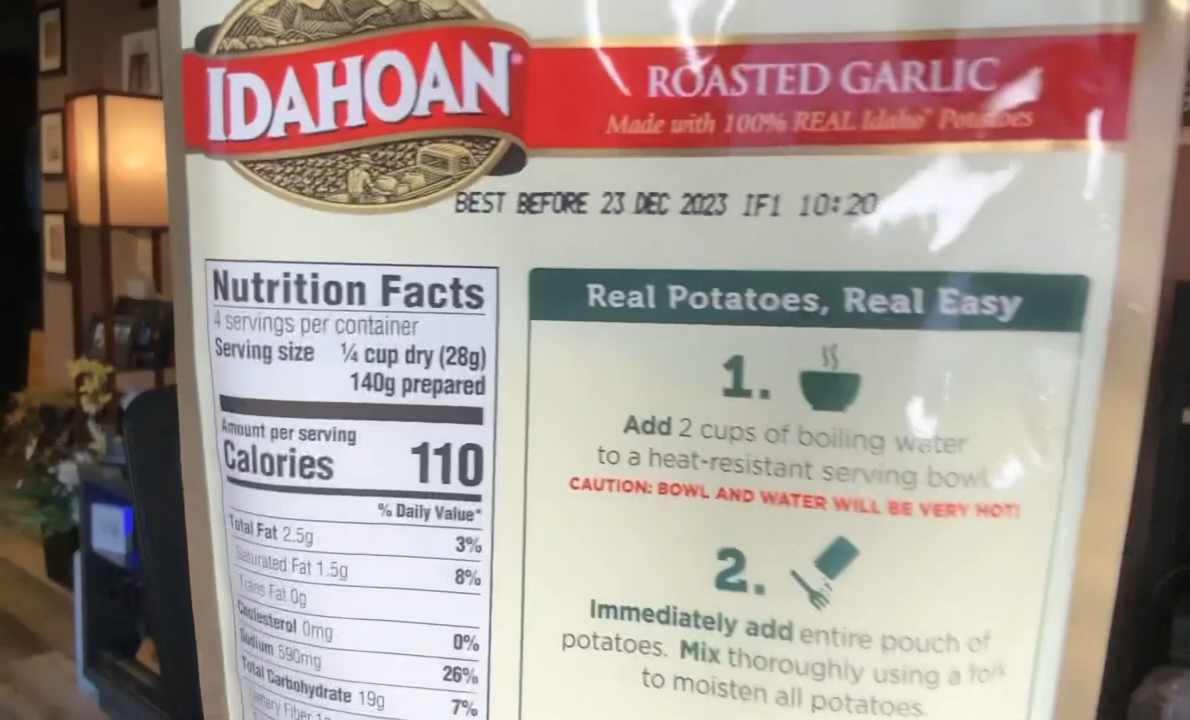 IDAHOAN
ROASTED GARLIC
Made with 100% REAL Idaho® Potatoes
BEST BEFORE 23 DEC 2023 IF1 10:20
Nutrition Facts
4 servings per container
Serving size ¼ cup dry (28g)
140g prepared
Amount per serving
Calories 110
% Daily Value*
Total Fat 2.5g 3%
Saturated Fat 1.5g 8%
Trans Fat 0g
Cholesterol 0mg 0%
Sodium 590mg 26%
Total Carbohydrate 19g 7%
Fiber
Real Potatoes, Real Easy
1.
Add 2 cups of boiling water
to a heat-resistant serving bowl.
CAUTION: BOWL AND WATER WILL BE VERY HOT!
2.
Immediately add entire pouch of
potatoes. Mix thoroughly using a fork
to moisten all potatoes.